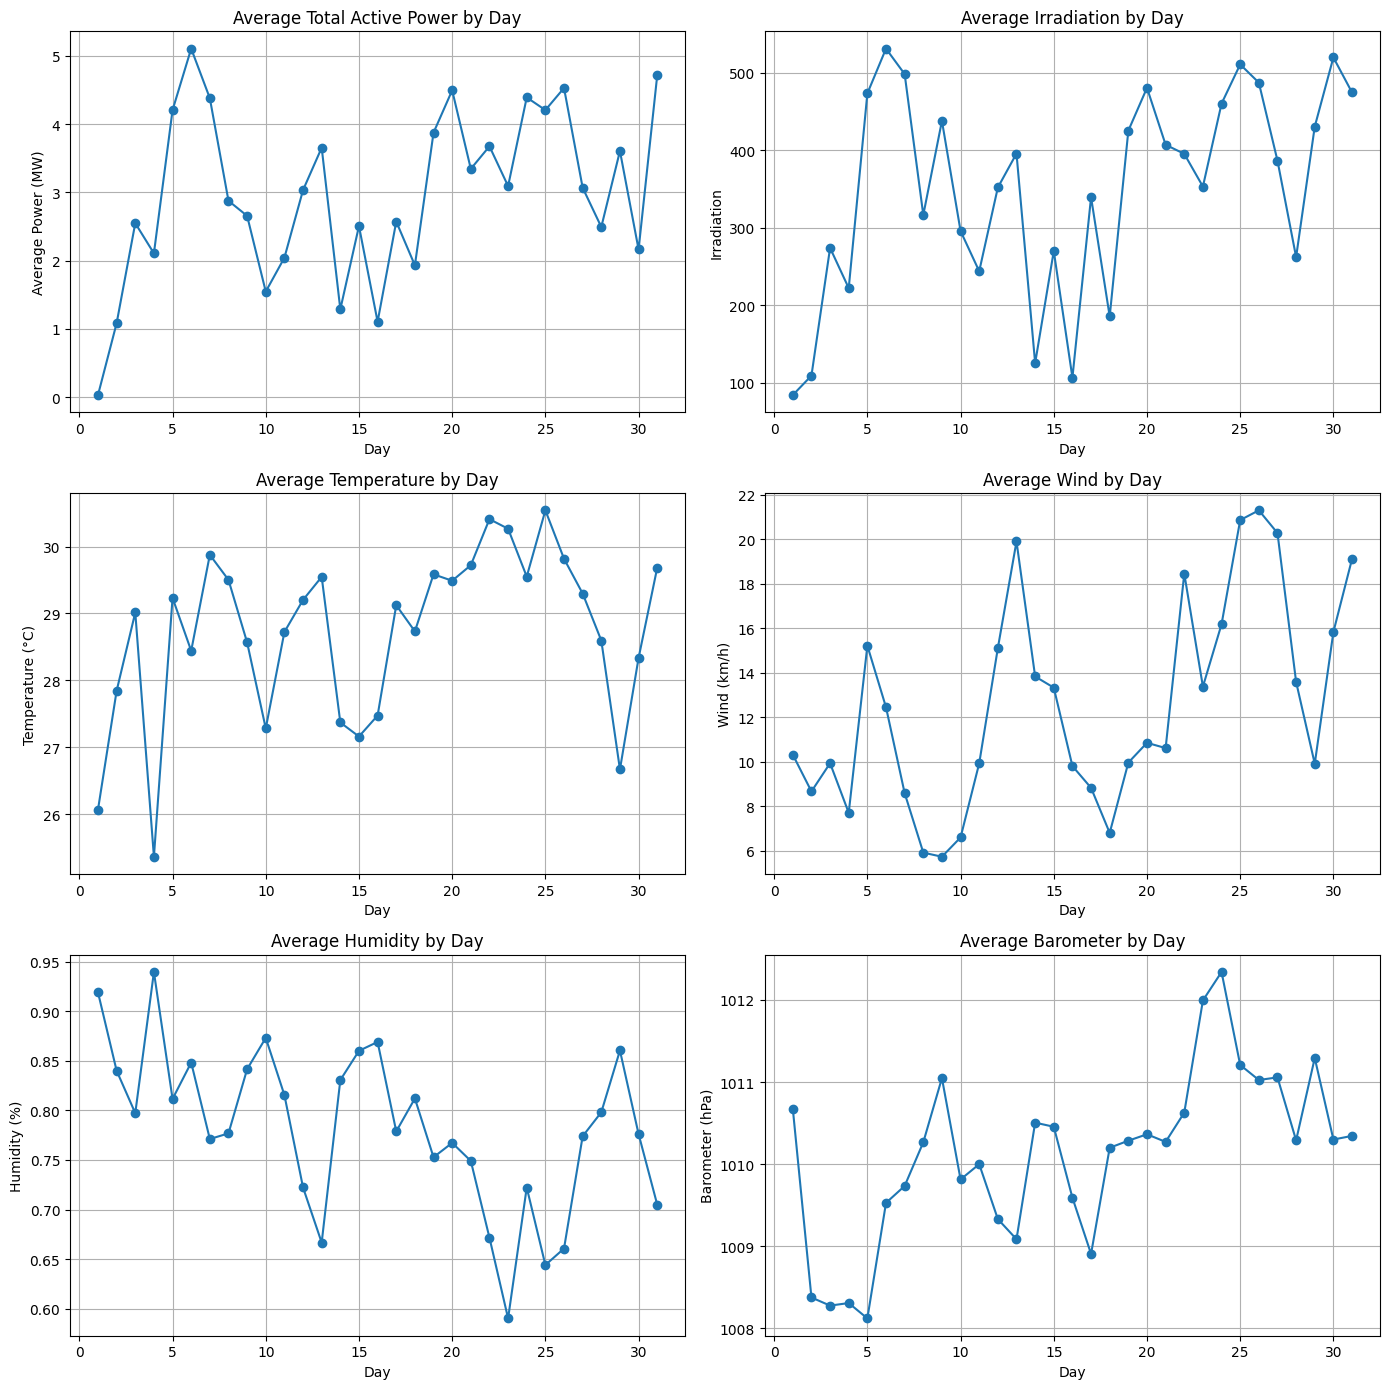 Average Total Active Power by Day
Average Power (MW)
5
4
3
2
1
0
0 5 10 15 20 25 30
Day
Average Irradiation by Day
Irradiation
500
400
300
200
100
0 5 10 15 20 25 30
Day
Average Temperature by Day
Temperature (°C)
30
29
28
27
26
0 5 10 15 20 25 30
Day
Average Wind by Day
Wind (km/h)
22
20
18
16
14
12
10
8
6
0 5 10 15 20 25 30
Day
Average Humidity by Day
Humidity (%)
0.95
0.90
0.85
0.80
0.75
0.70
0.65
0.60
0 5 10 15 20 25 30
Day
Average Barometer by Day
Barometer (hPa)
1012
1011
1010
1009
1008
0 5 10 15 20 25 30
Day